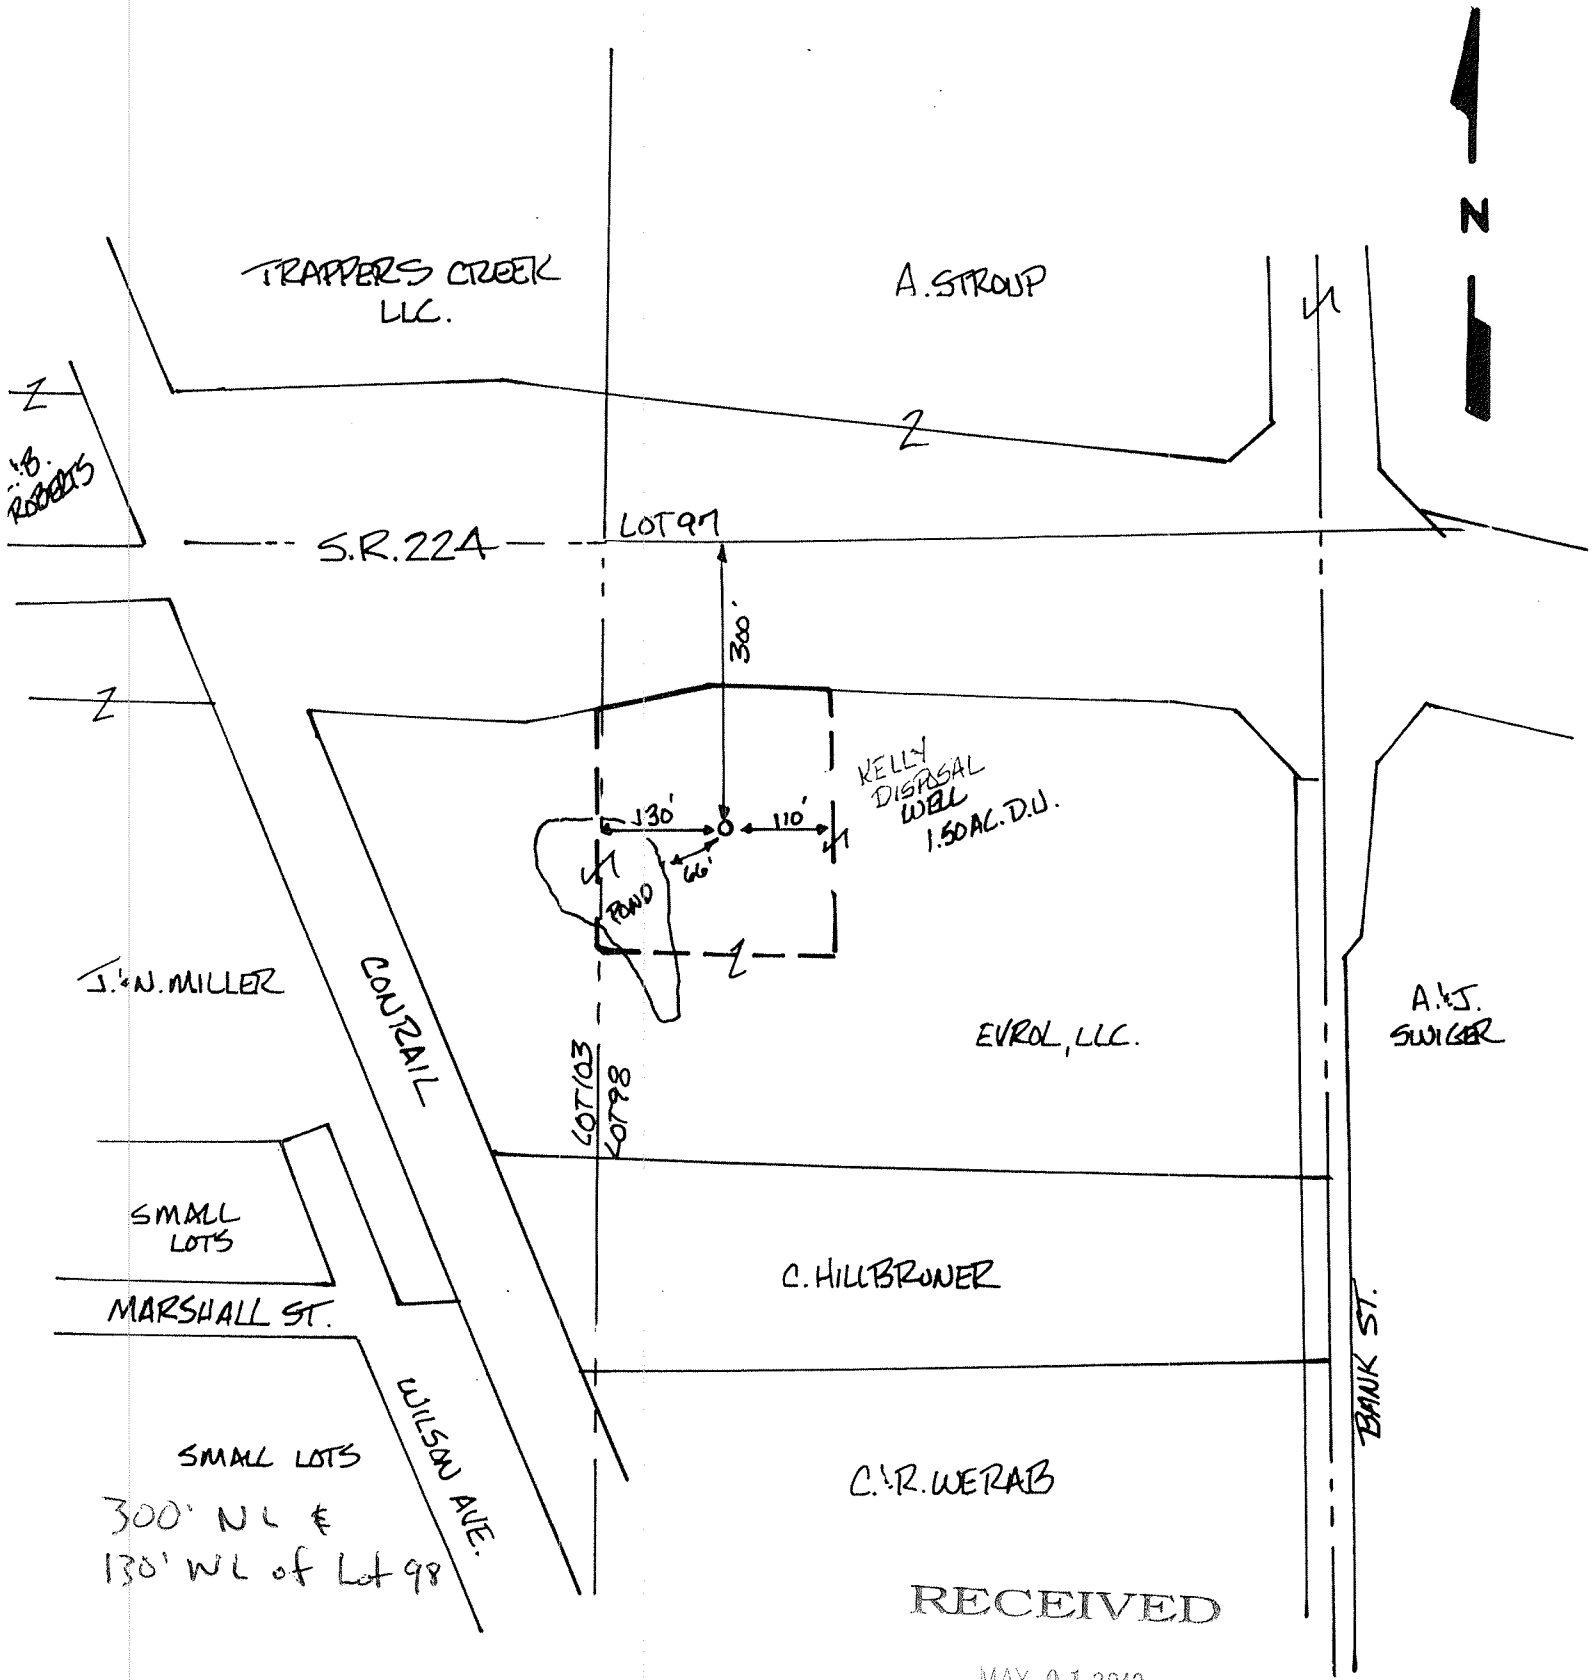 N
TRAPPERS CREEK
LLC.
A. STROUP
B.
ROBERTS
S.R. 224
LOT 97
300'
KELLY
DISPOSAL
WELL
1.50 AC. D.U.
130'
110'
66'
POND
J. & N. MILLER
CONRAIL
EVROL, LLC.
A. & J.
SWIGER
LOT 103
LOT 98
SMALL
LOTS
C. HILLBRUNER
MARSHALL ST.
BANK ST.
WILSON AVE.
SMALL LOTS
C. & R. WERAB
300' NL &
130' WL of Lot 98
RECEIVED